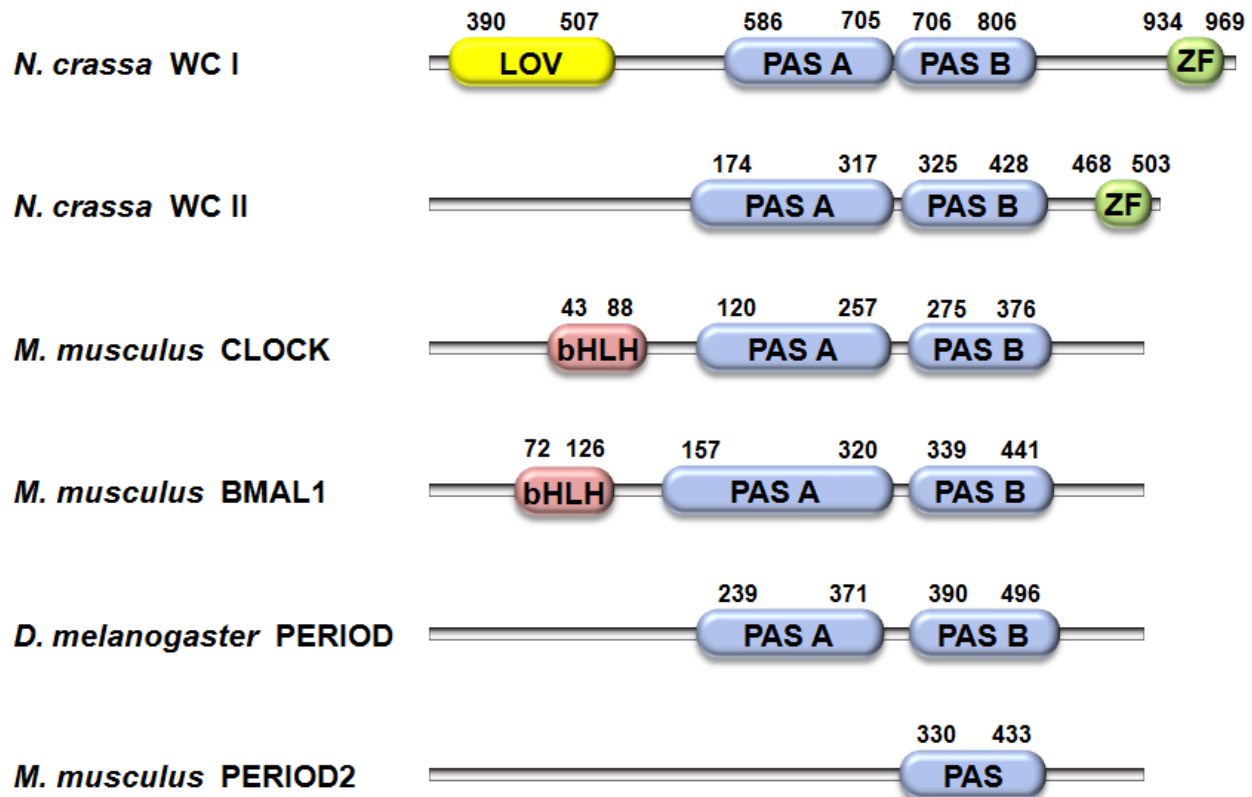 390 507 586 705 706 806 934 969
N. crassa WC I LOV PAS A PAS B ZF
174 317 325 428 468 503
N. crassa WC II PAS A PAS B ZF
43 88 120 257 275 376
M. musculus CLOCK bHLH PAS A PAS B
72 126 157 320 339 441
M. musculus BMAL1 bHLH PAS A PAS B
239 371 390 496
D. melanogaster PERIOD PAS A PAS B
330 433
M. musculus PERIOD2 PAS